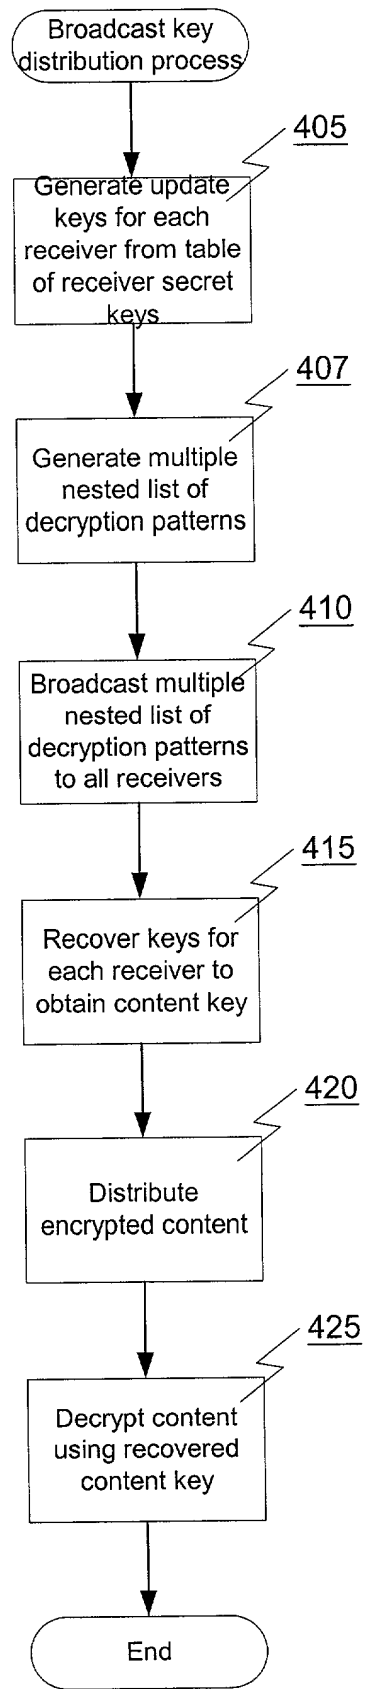 Broadcast key
distribution process
405
Generate update
keys for each
receiver from table
of receiver secret
keys
407
Generate multiple
nested list of
decryption patterns
410
Broadcast multiple
nested list of
decryption patterns
to all receivers
415
Recover keys for
each receiver to
obtain content key
420
Distribute
encrypted content
425
Decrypt content
using recovered
content key
End